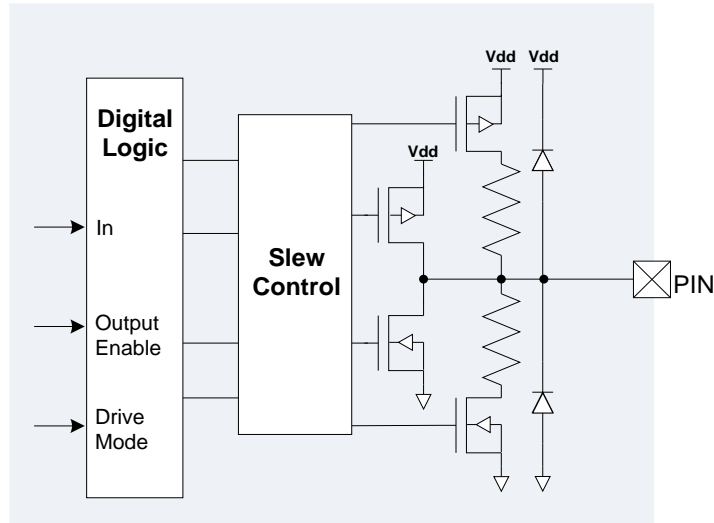 Digital
Logic
In
Output
Enable
Drive
Mode
Slew
Control
Vdd
Vdd
Vdd
PIN